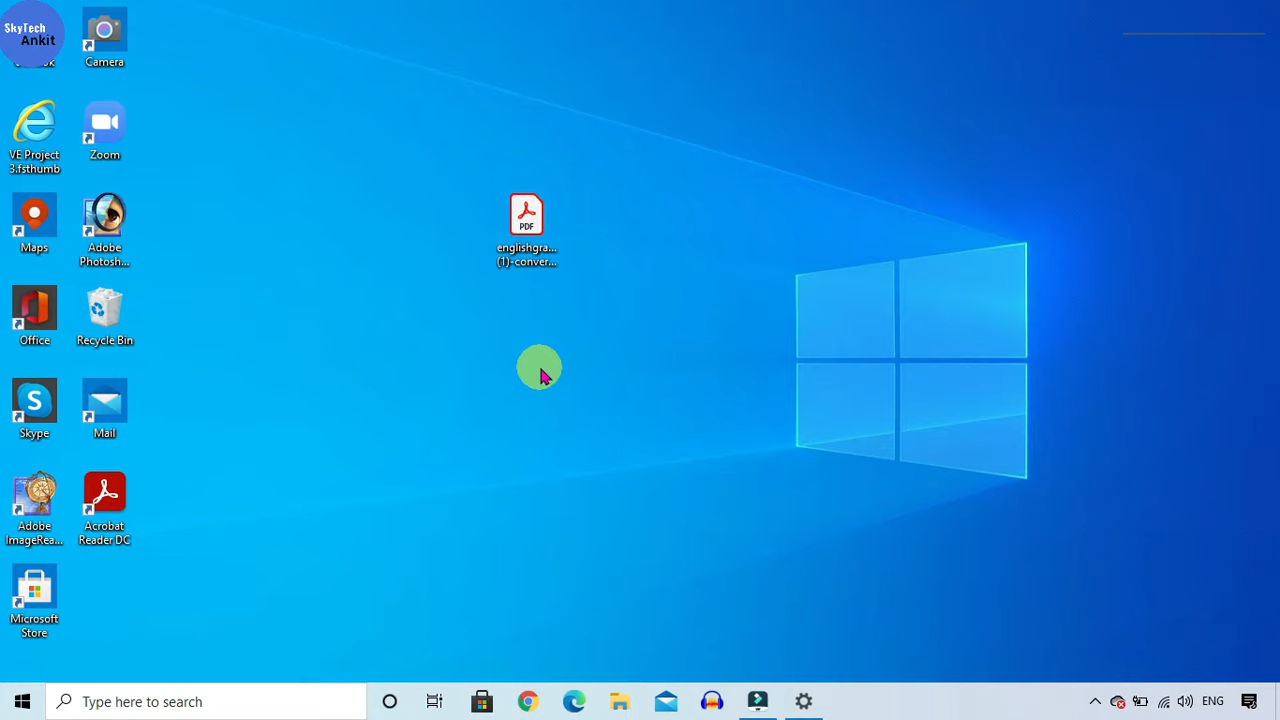 SkyTech
Ankit
Camera
VE Project
3.fsthumb
Zoom
Maps
Adobe
Photosh...
PDF
englishgra...
(1)-conver...
Office
Recycle Bin
Skype
Mail
Adobe
ImageRea...
Acrobat
Reader DC
Microsoft
Store
Type here to search
ENG